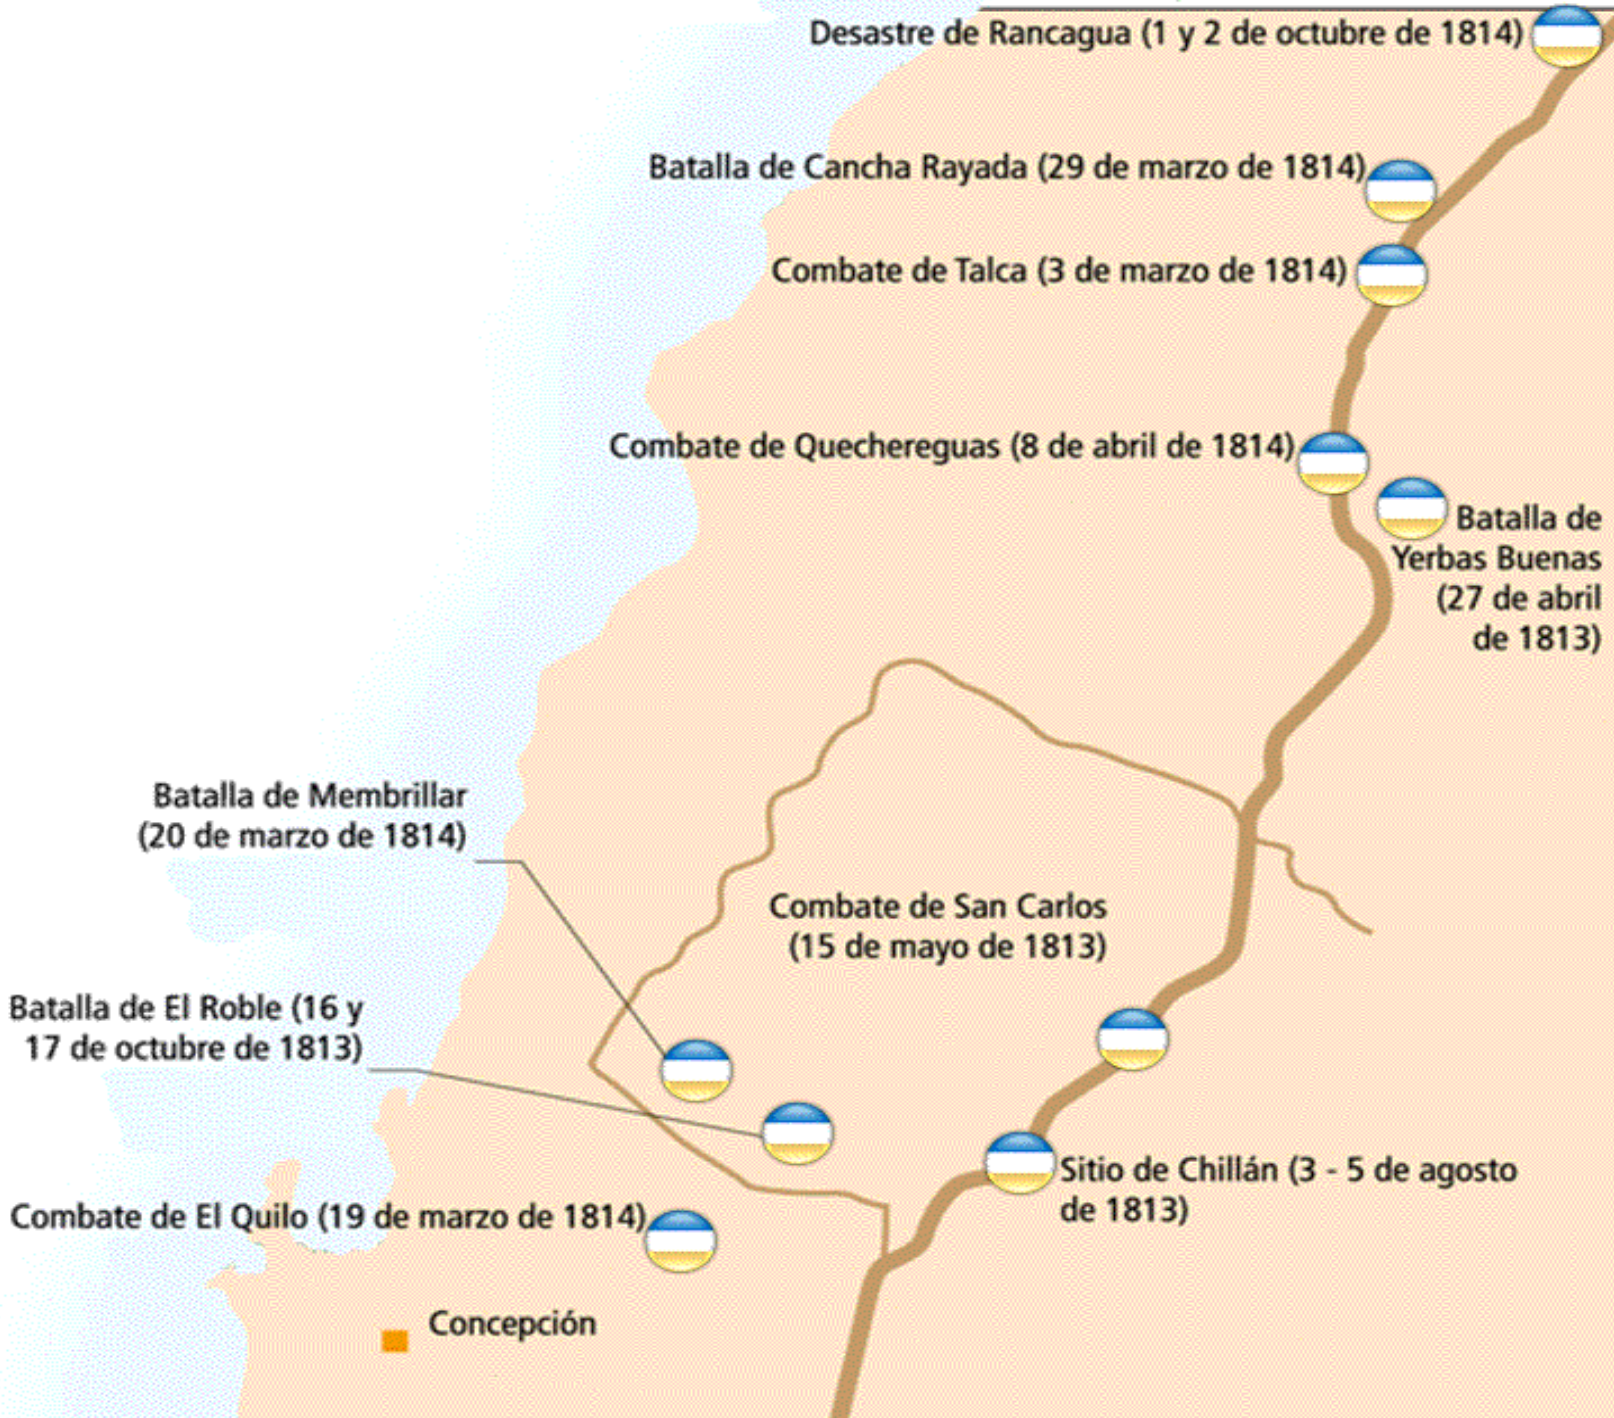 Desastre de Rancagua (1 y 2 de octubre de 1814)
Batalla de Cancha Rayada (29 de marzo de 1814)
Combate de Talca (3 de marzo de 1814)
Combate de Quechereguas (8 de abril de 1814)
Batalla de
Yerbas Buenas
(27 de abril
de 1813)
Batalla de Membrillar
(20 de marzo de 1814)
Combate de San Carlos
(15 de mayo de 1813)
Batalla de El Roble (16 y
17 de octubre de 1813)
Sitio de Chillán (3 - 5 de agosto
de 1813)
Combate de El Quilo (19 de marzo de 1814)
Concepción